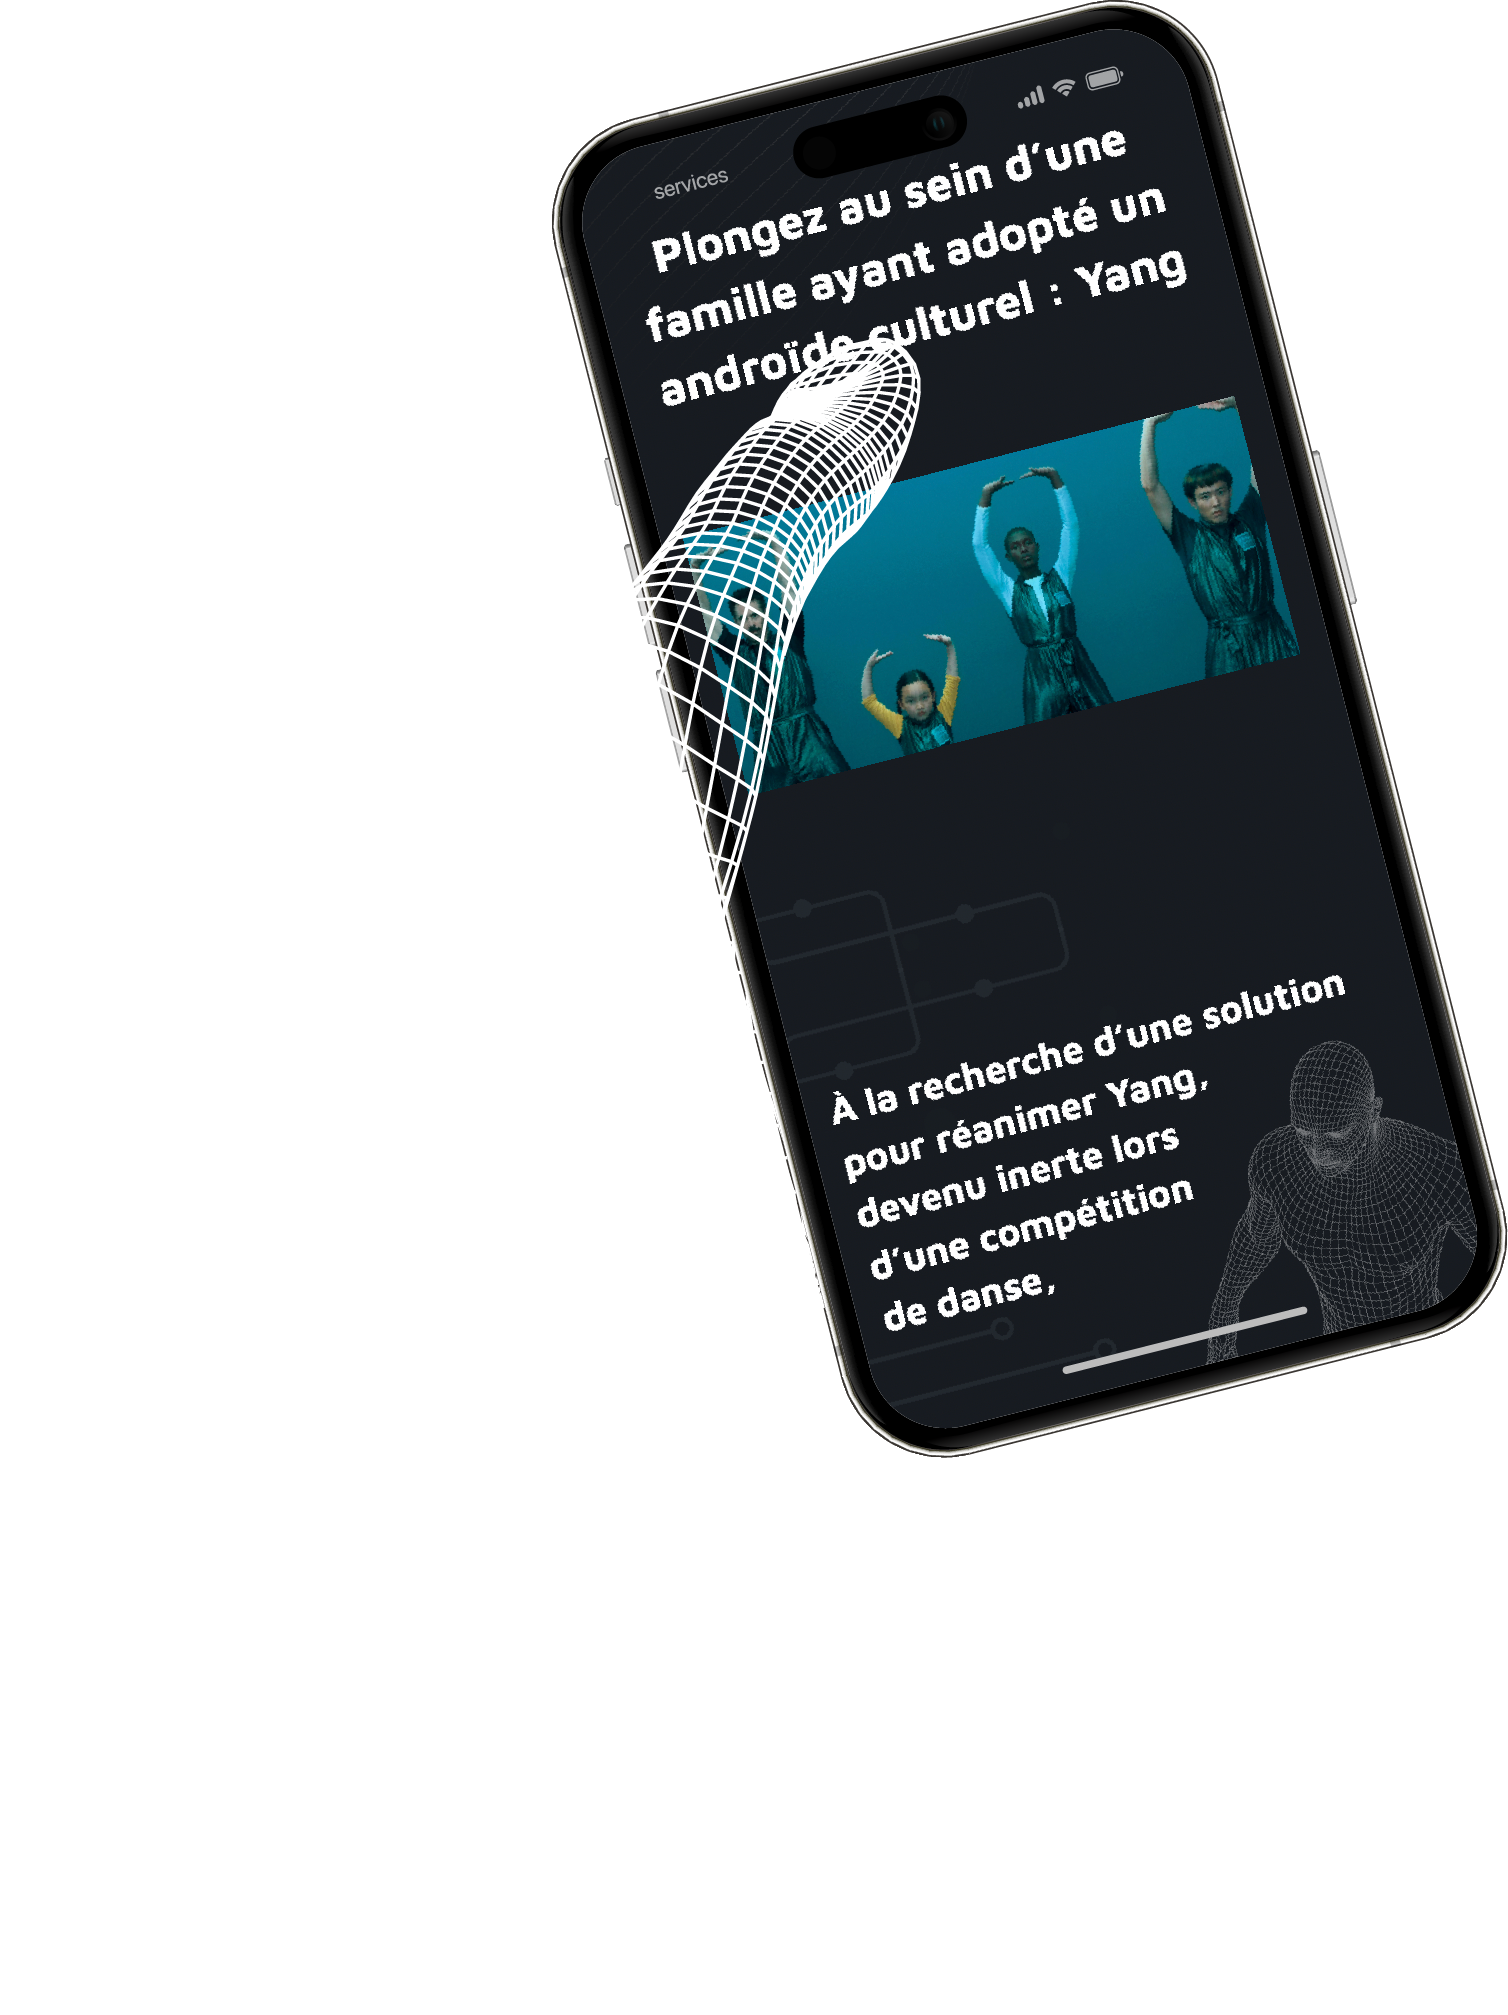 services
Plongez au sein d’une
famille ayant adopté un
androïde culturel : Yang
À la recherche d’une solution
pour réanimer Yang,
devenu inerte lors
d’une compétition
de danse,